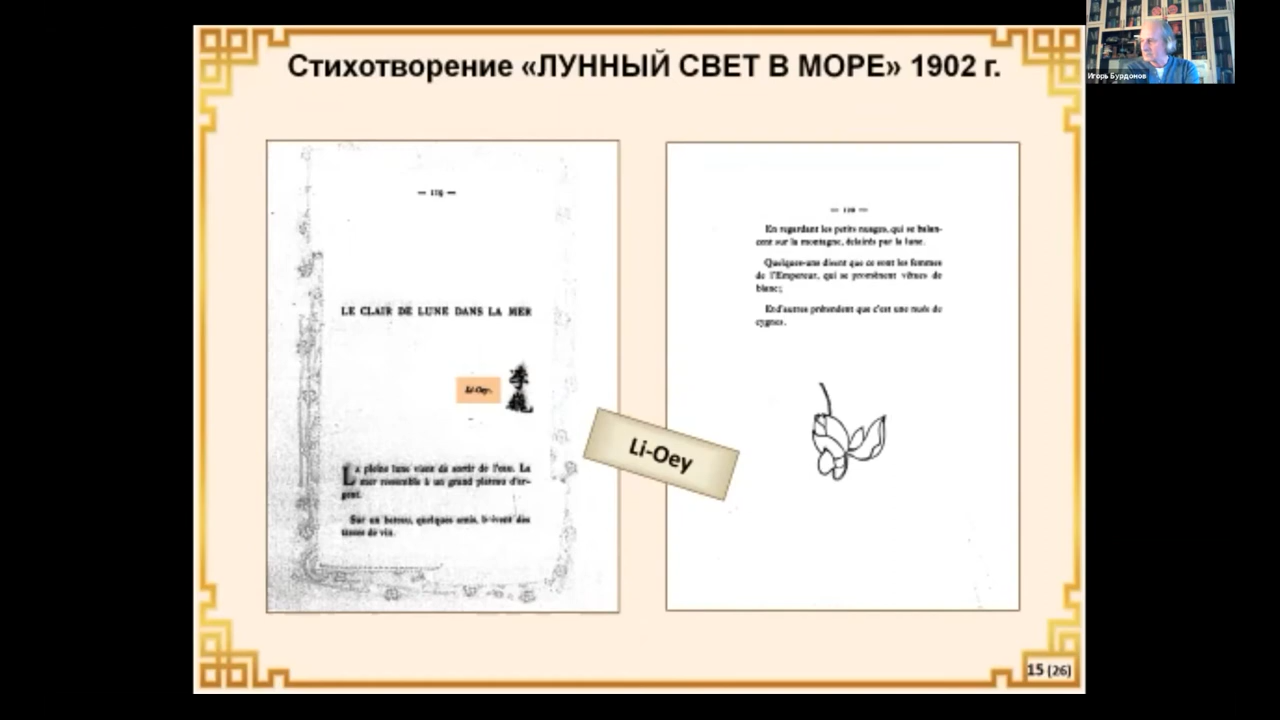 Стихотворение «ЛУННЫЙ СВЕТ В МОРЕ» 1902 г.
Игорь Бурдонов
— 119 —
LE CLAIR DE LUNE DANS LA MER
Li-Oey.
李
La pleine lune vient de sortir de l'eau. La
mer ressemble à un grand plateau d'ar-
gent.
Sur un bateau, quelques amis, boivent des
tasses de vin.
Li-Oey
— 120 —
En regardant les petits nuages, qui se balan-
cent sur la montagne, éclairés par la lune.
Quelques-uns disent que ce sont les femmes
de l'Empereur, qui se promènent vêtues de
blanc;
Et d'autres prétendent que c'est une nuée de
cygnes.
15 (26)